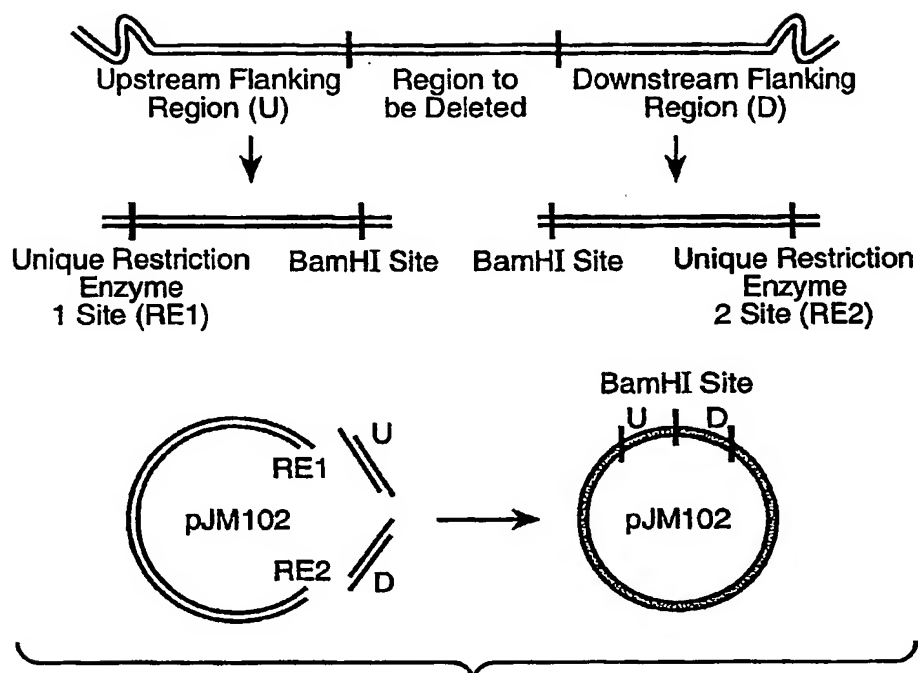 Upstream Flanking Region (U)
Region to be Deleted
Downstream Flanking Region (D)
Unique Restriction Enzyme 1 Site (RE1)
BamHI Site
BamHI Site
Unique Restriction Enzyme 2 Site (RE2)
RE1
U
pJM102
RE2
D
BamHI Site
U
D
pJM102